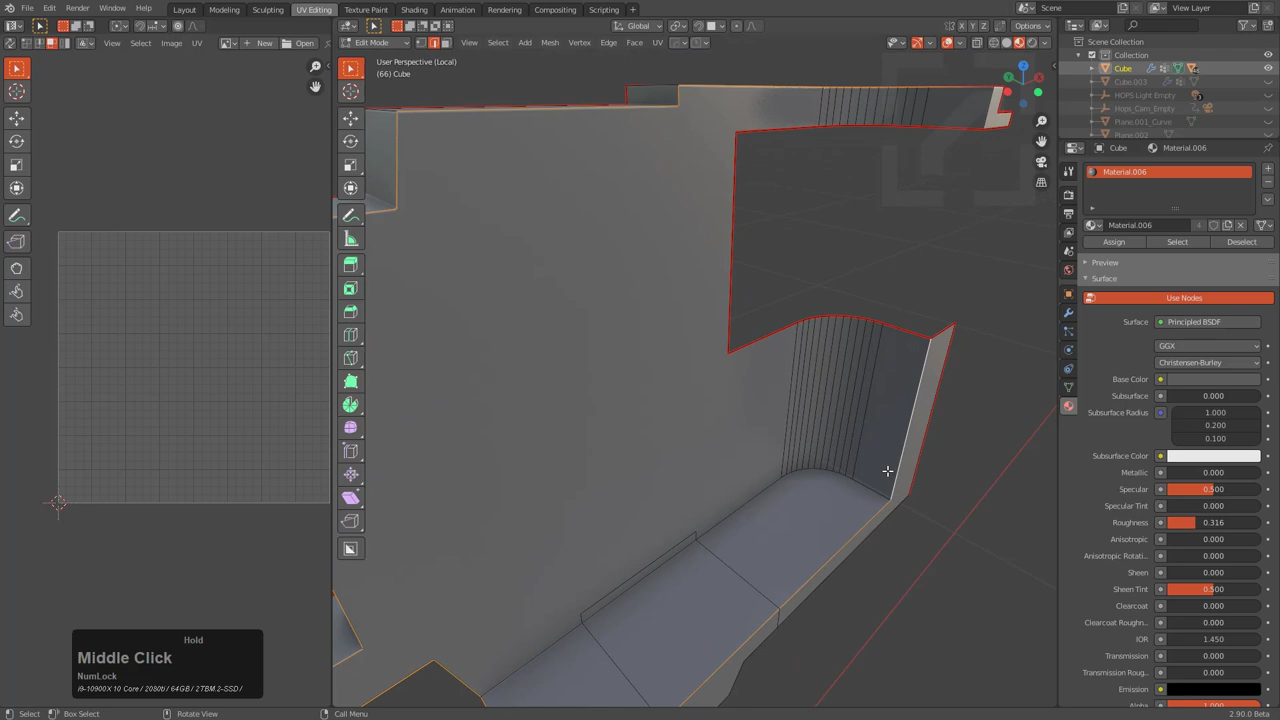 File Edit Render Window Help
Layout Modeling Sculpting UV Editing Texture Paint Shading Animation Rendering Compositing Scripting +
Scene View Layer
Global Options
View Select Image UV New Open
Edit Mode View Select Add Mesh Vertex Edge Face UV
X Y Z
User Perspective (Local)
(66) Cube
Scene Collection
Collection
Cube
Cube.003
HOPS Light Empty
Hops_Cam_Empty
Plane.001_Curve
Plane.002
Cube Material.006
Material.006
Material.006 4
Assign Select Deselect
Preview
Surface
Use Nodes
Surface Principled BSDF
GGX
Christensen-Burley
Base Color
Subsurface 0.000
Subsurface Radius 1.000
0.200
0.100
Subsurface Color
Metallic 0.000
Specular 0.500
Specular Tint 0.000
Roughness 0.316
Anisotropic 0.000
Anisotropic Rotati.. 0.000
Sheen 0.000
Sheen Tint 0.500
Clearcoat 0.000
Clearcoat Roughn.. 0.030
IOR 1.450
Transmission 0.000
Transmission Roug.. 0.000
Emission
Alpha 1.000
Hold
Middle Click
NumLock
i9-10900X 10 Core / 2080ti / 64GB / 2TBM.2-SSD /
Select Box Select Rotate View Call Menu
2.90.0 Beta